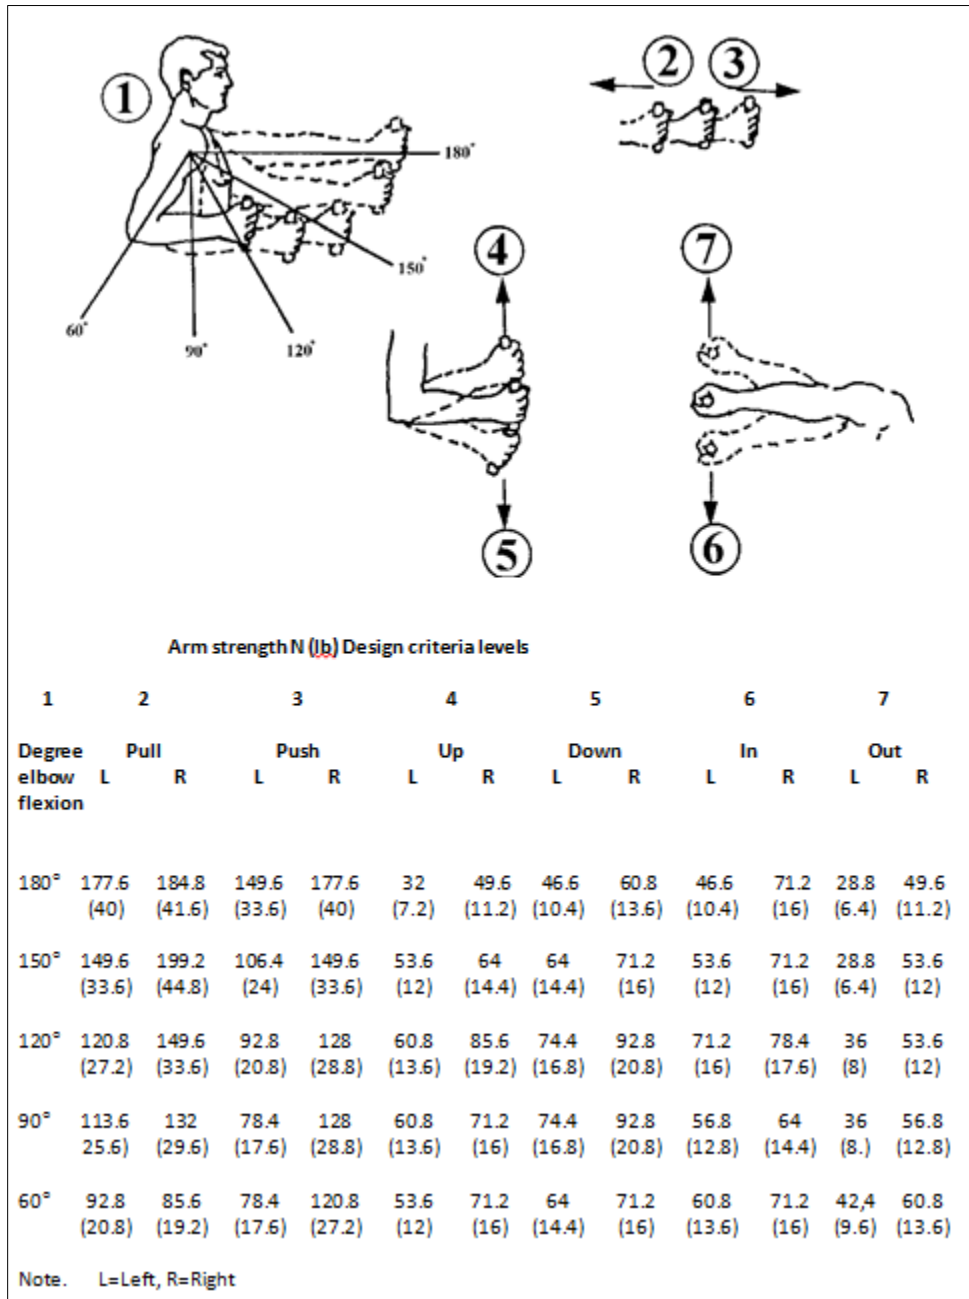 1
2
3
180°
150°
60°
90°
120°
4
7
5
6
Arm strength N (lb) Design criteria levels
1 2 3 4 5 6 7
Degree Pull Push Up Down In Out
elbow L R L R L R L R L R L R
flexion
180° 177.6 184.8 149.6 177.6 32 49.6 46.6 60.8 46.6 71.2 28.8 49.6
(40) (41.6) (33.6) (40) (7.2) (11.2) (10.4) (13.6) (10.4) (16) (6.4) (11.2)
150° 149.6 199.2 106.4 149.6 53.6 64 64 71.2 53.6 71.2 28.8 53.6
(33.6) (44.8) (24) (33.6) (12) (14.4) (14.4) (16) (12) (16) (6.4) (12)
120° 120.8 149.6 92.8 128 60.8 85.6 74.4 92.8 71.2 78.4 36 53.6
(27.2) (33.6) (20.8) (28.8) (13.6) (19.2) (16.8) (20.8) (16) (17.6) (8) (12)
90° 113.6 132 78.4 128 60.8 71.2 74.4 92.8 56.8 64 36 56.8
25.6) (29.6) (17.6) (28.8) (13.6) (16) (16.8) (20.8) (12.8) (14.4) (8.) (12.8)
60° 92.8 85.6 78.4 120.8 53.6 71.2 64 71.2 60.8 71.2 42,4 60.8
(20.8) (19.2) (17.6) (27.2) (12) (16) (14.4) (16) (13.6) (16) (9.6) (13.6)
Note. L=Left, R=Right